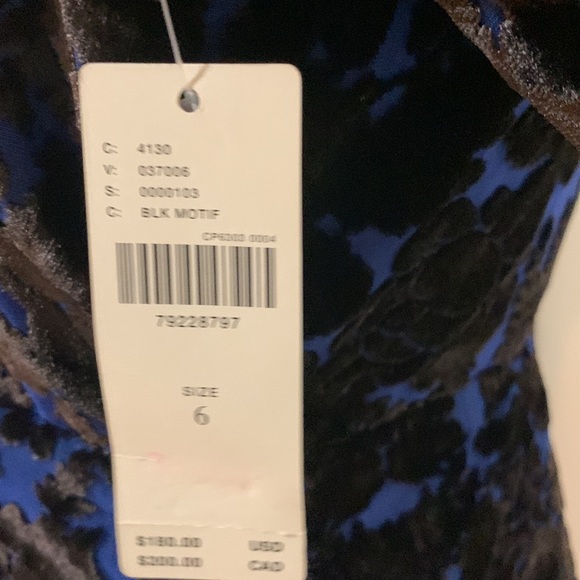 C: 4130
V: 037006
S: 0000103
C: BLK MOTIF
CP6303 0004
79228797
SIZE
6
$180.00 USD
$200.00 CAD